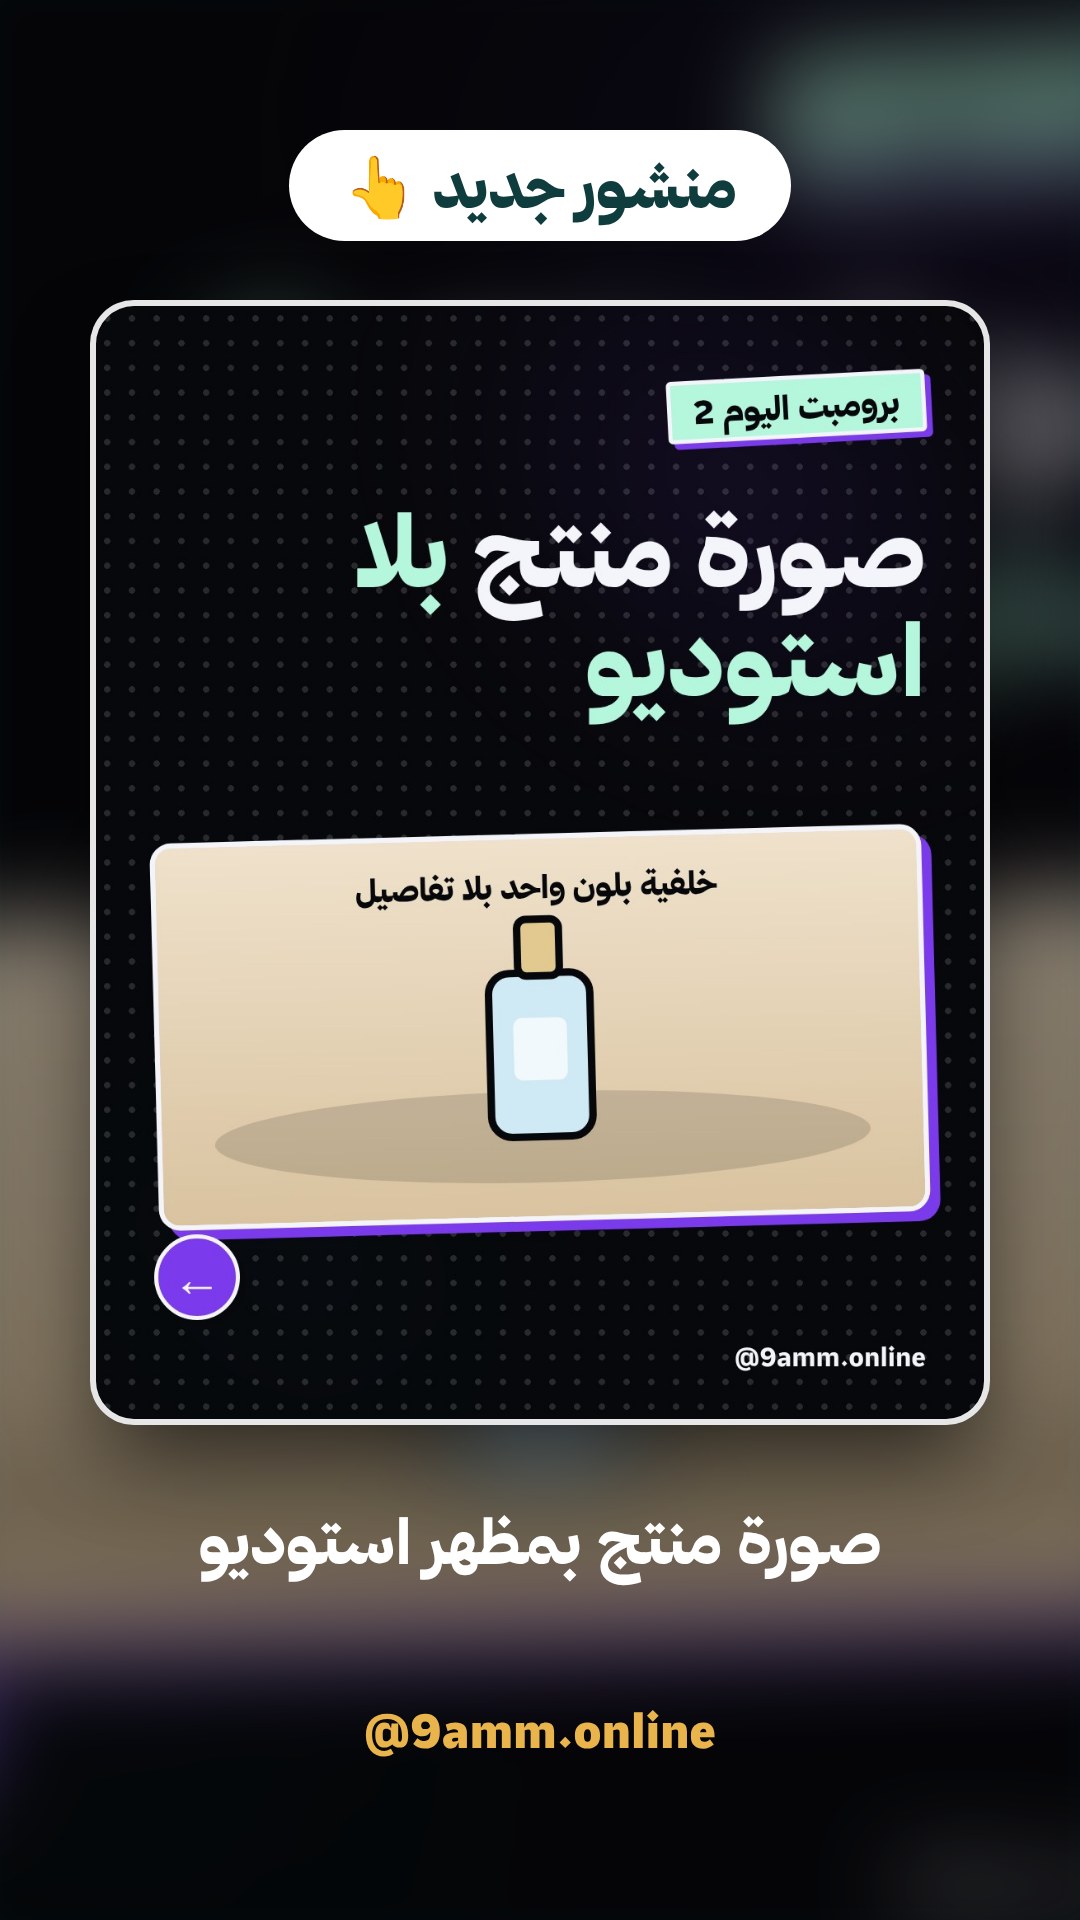 منشور جديد 👆
برومبت اليوم 2
صورة منتج بلا
استوديو
خلفية بلون واحد بلا تفاصيل
←
@9amm.online
صورة منتج بمظهر استوديو
@9amm.online